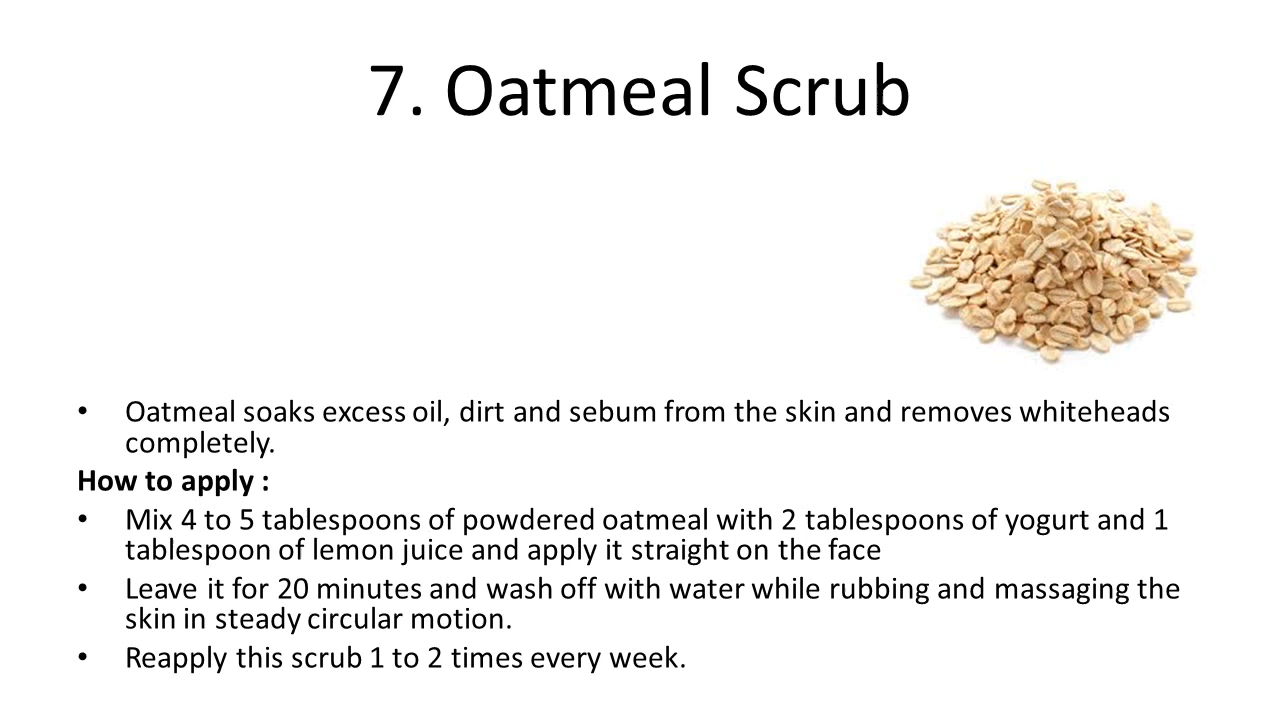 7. Oatmeal Scrub
• Oatmeal soaks excess oil, dirt and sebum from the skin and removes whiteheads
completely.
How to apply :
• Mix 4 to 5 tablespoons of powdered oatmeal with 2 tablespoons of yogurt and 1
tablespoon of lemon juice and apply it straight on the face
• Leave it for 20 minutes and wash off with water while rubbing and massaging the
skin in steady circular motion.
• Reapply this scrub 1 to 2 times every week.